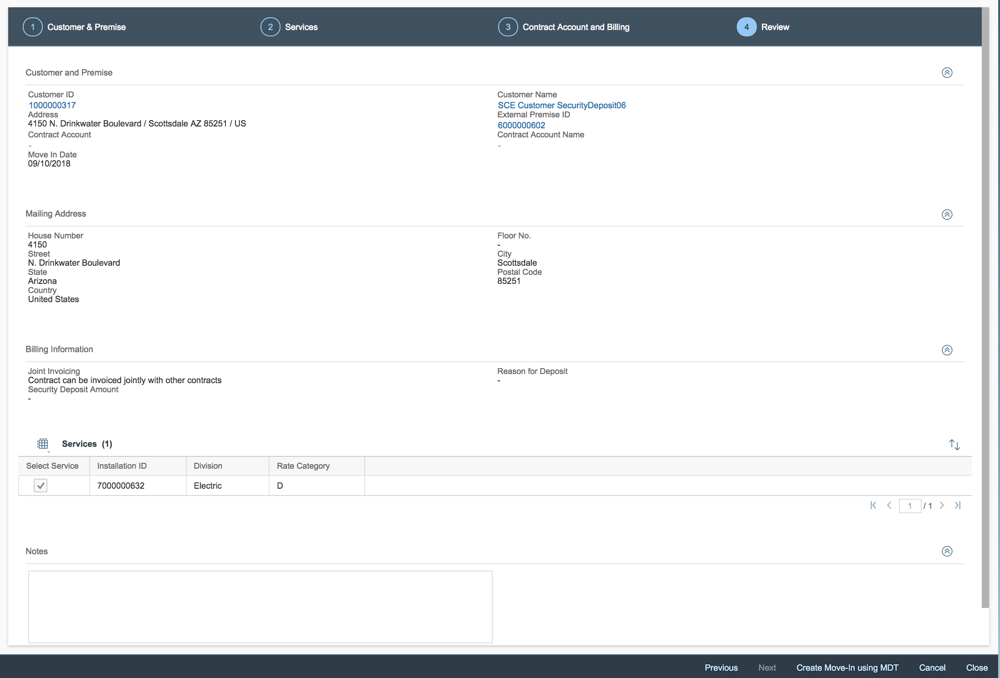 1 Customer & Premise 2 Services 3 Contract Account and Billing 4 Review
Customer and Premise
Customer ID Customer Name
1000000317 SCE Customer SecurityDeposit06
Address External Premise ID
4150 N. Drinkwater Boulevard / Scottsdale AZ 85251 / US 6000000602
Contract Account Contract Account Name
- -
Move In Date
09/10/2018
Mailing Address
House Number Floor No.
4150 -
Street City
N. Drinkwater Boulevard Scottsdale
State Postal Code
Arizona 85251
Country
United States
Billing Information
Joint Invoicing Reason for Deposit
Contract can be invoiced jointly with other contracts -
Security Deposit Amount
-
Services (1)
Select Service Installation ID Division Rate Category
7000000632 Electric D
1 / 1
Notes
Previous Next Create Move-In using MDT Cancel Close